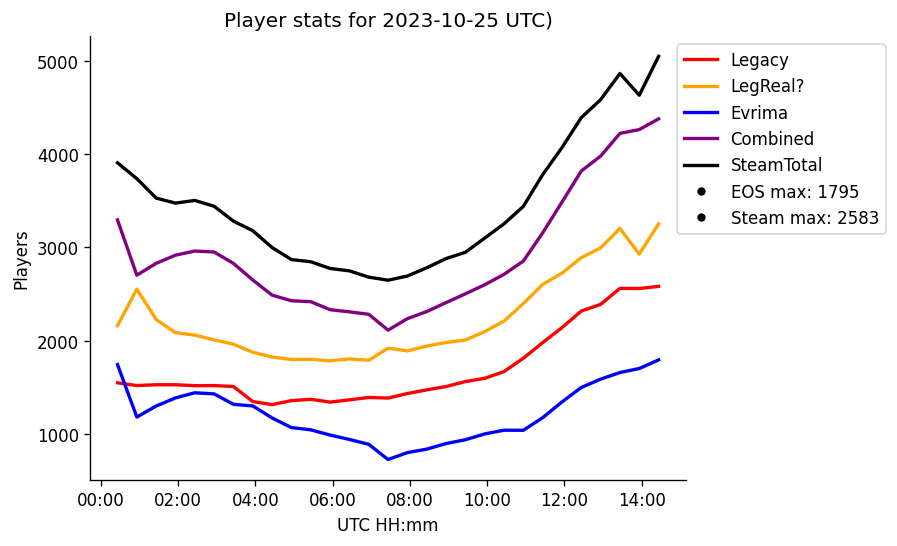 Player stats for 2023-10-25 UTC)
5000
4000
3000
2000
1000
Players
00:00 02:00 04:00 06:00 08:00 10:00 12:00 14:00
UTC HH:mm
Legacy
LegReal?
Evrima
Combined
SteamTotal
EOS max: 1795
Steam max: 2583